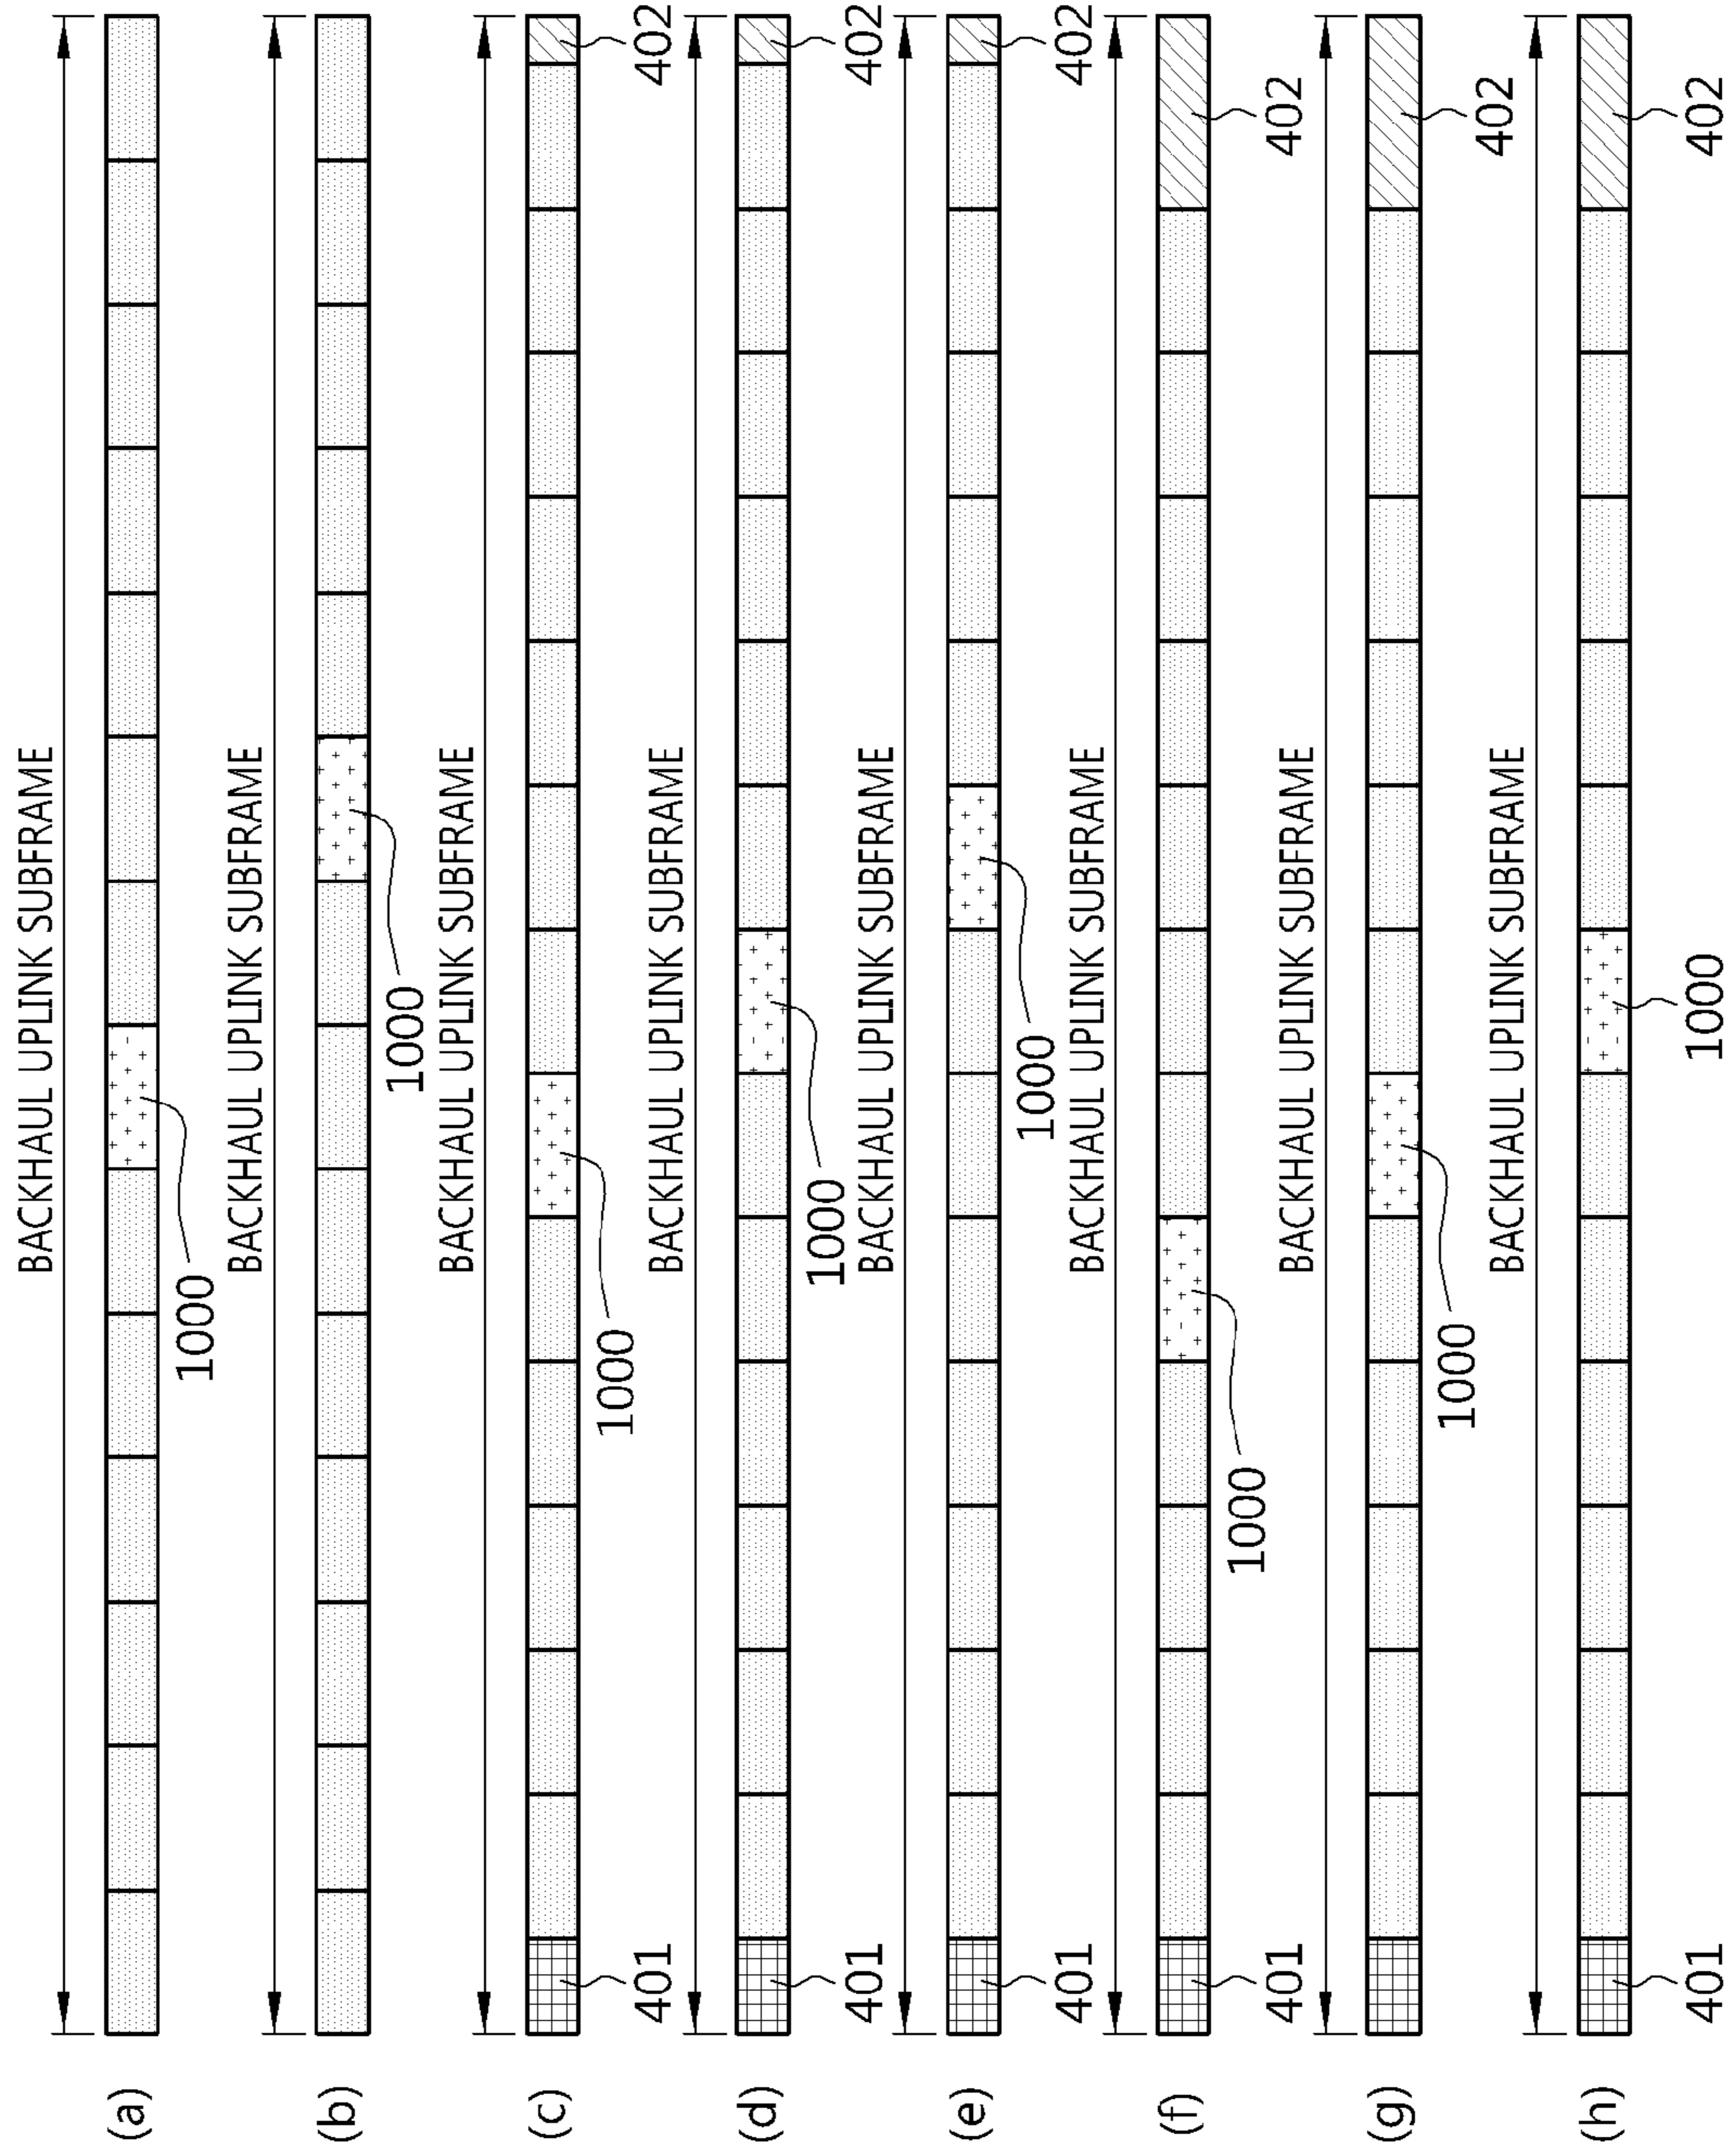 BACKHAUL UPLINK SUBFRAME
(a)
1000
BACKHAUL UPLINK SUBFRAME
(b)
1000
BACKHAUL UPLINK SUBFRAME
(c)
401 1000 402
BACKHAUL UPLINK SUBFRAME
(d)
401 1000 402
BACKHAUL UPLINK SUBFRAME
(e)
401 1000 402
BACKHAUL UPLINK SUBFRAME
(f)
401 1000 402
BACKHAUL UPLINK SUBFRAME
(g)
1000 402
BACKHAUL UPLINK SUBFRAME
(h)
401 1000 402